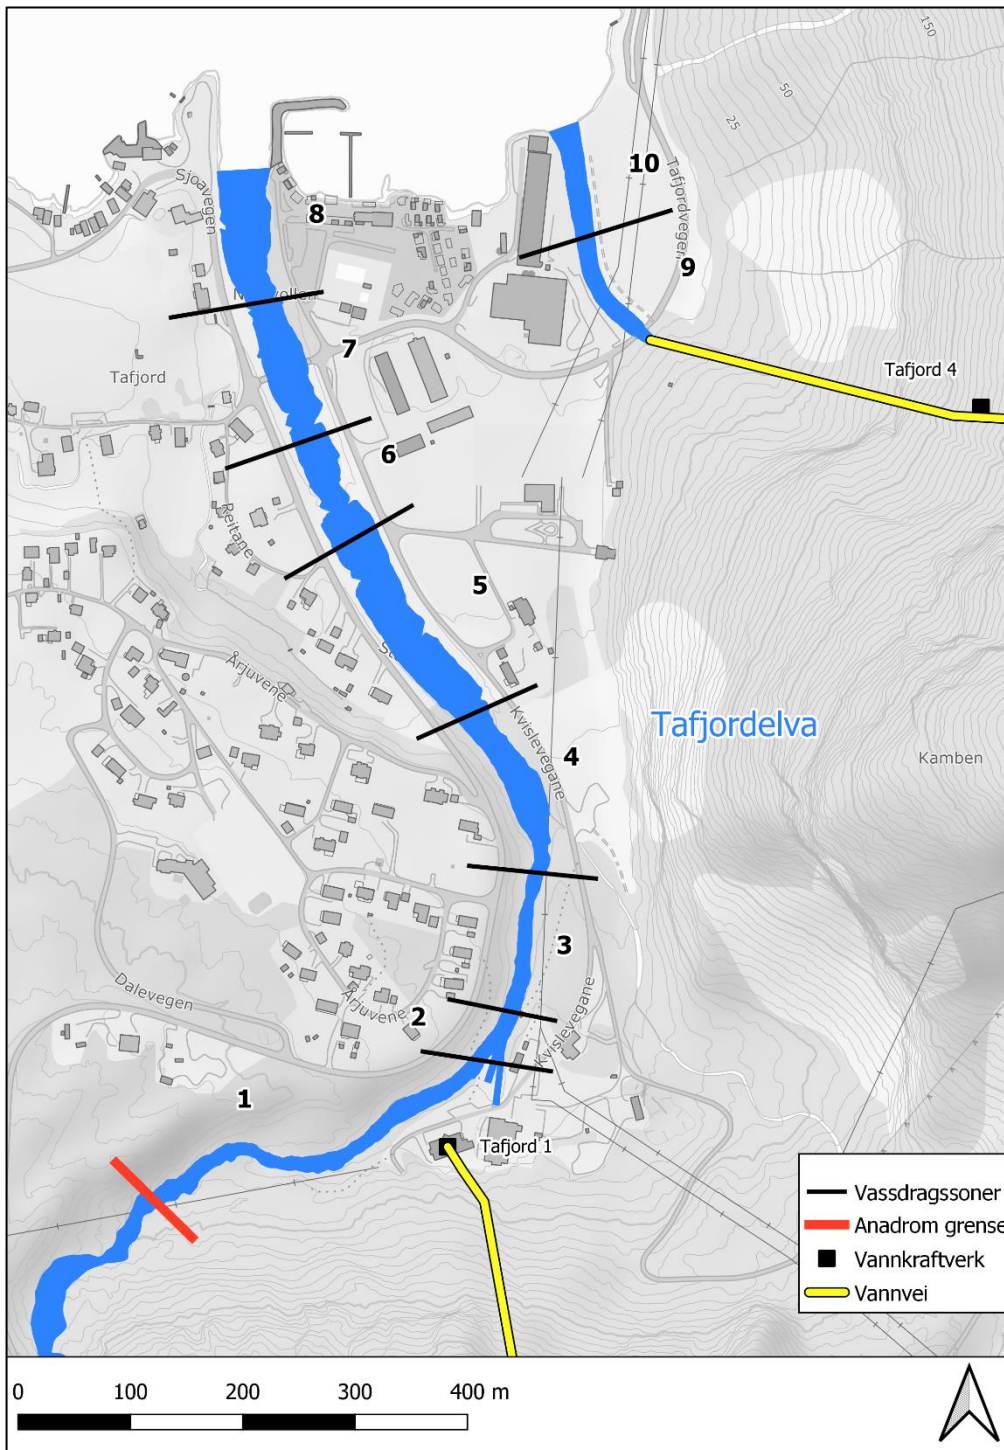 150
50
25
10
Tafjordvegen
Sjøavegen
8
9
7
Tafjord
Tafjord 4
6
Reitane
5
Årjuvene
Tafjordelva
Kvislevegane
4
Kamben
3
Dalevegen
Årjuvene
2
Kvislevegane
1
Tafjord 1
Vassdragssoner
Anadrom grense
Vannkraftverk
Vannvei
0 100 200 300 400 m